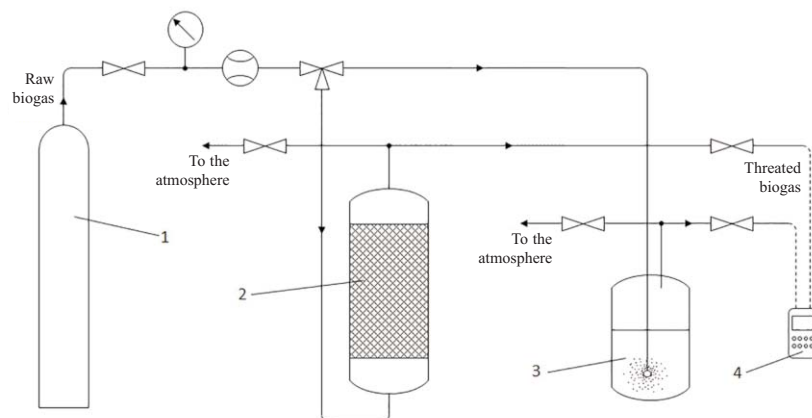 Raw
biogas
To the
atmosphere
Threated
biogas
To the
atmosphere
1
2
3
4